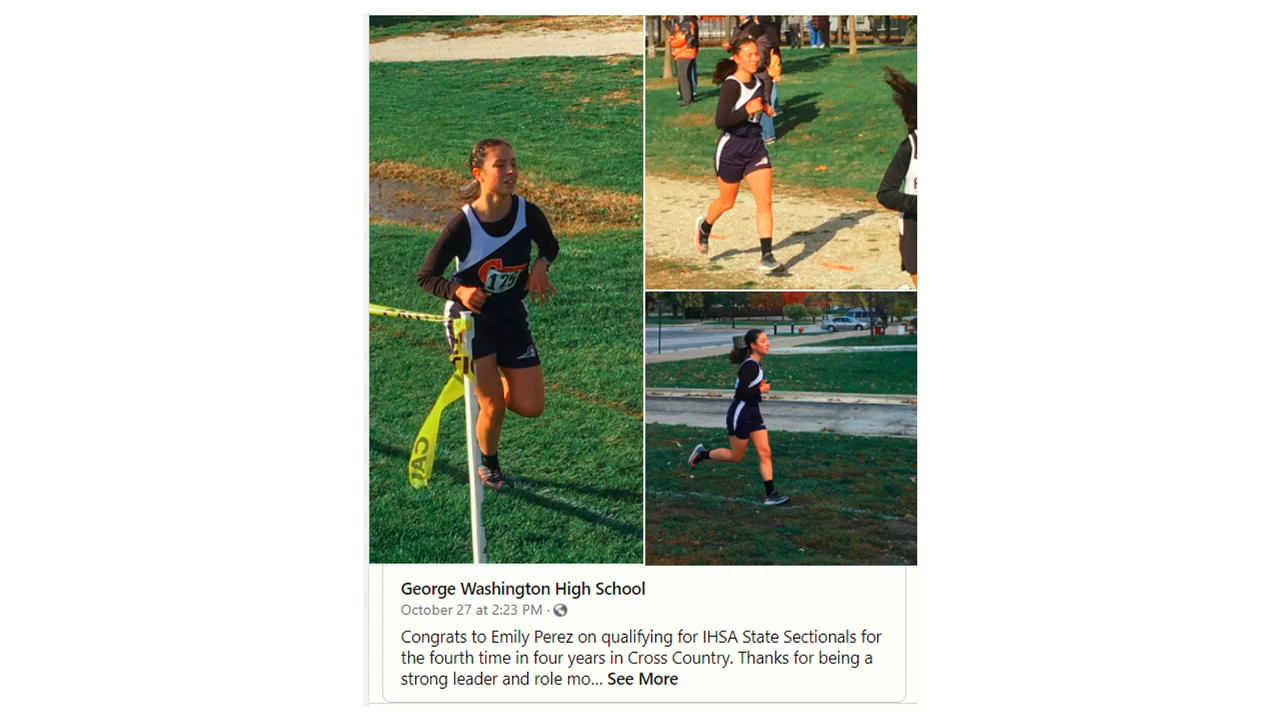 175
CAU
George Washington High School
October 27 at 2:23 PM ·
Congrats to Emily Perez on qualifying for IHSA State Sectionals for
the fourth time in four years in Cross Country. Thanks for being a
strong leader and role mo... See More